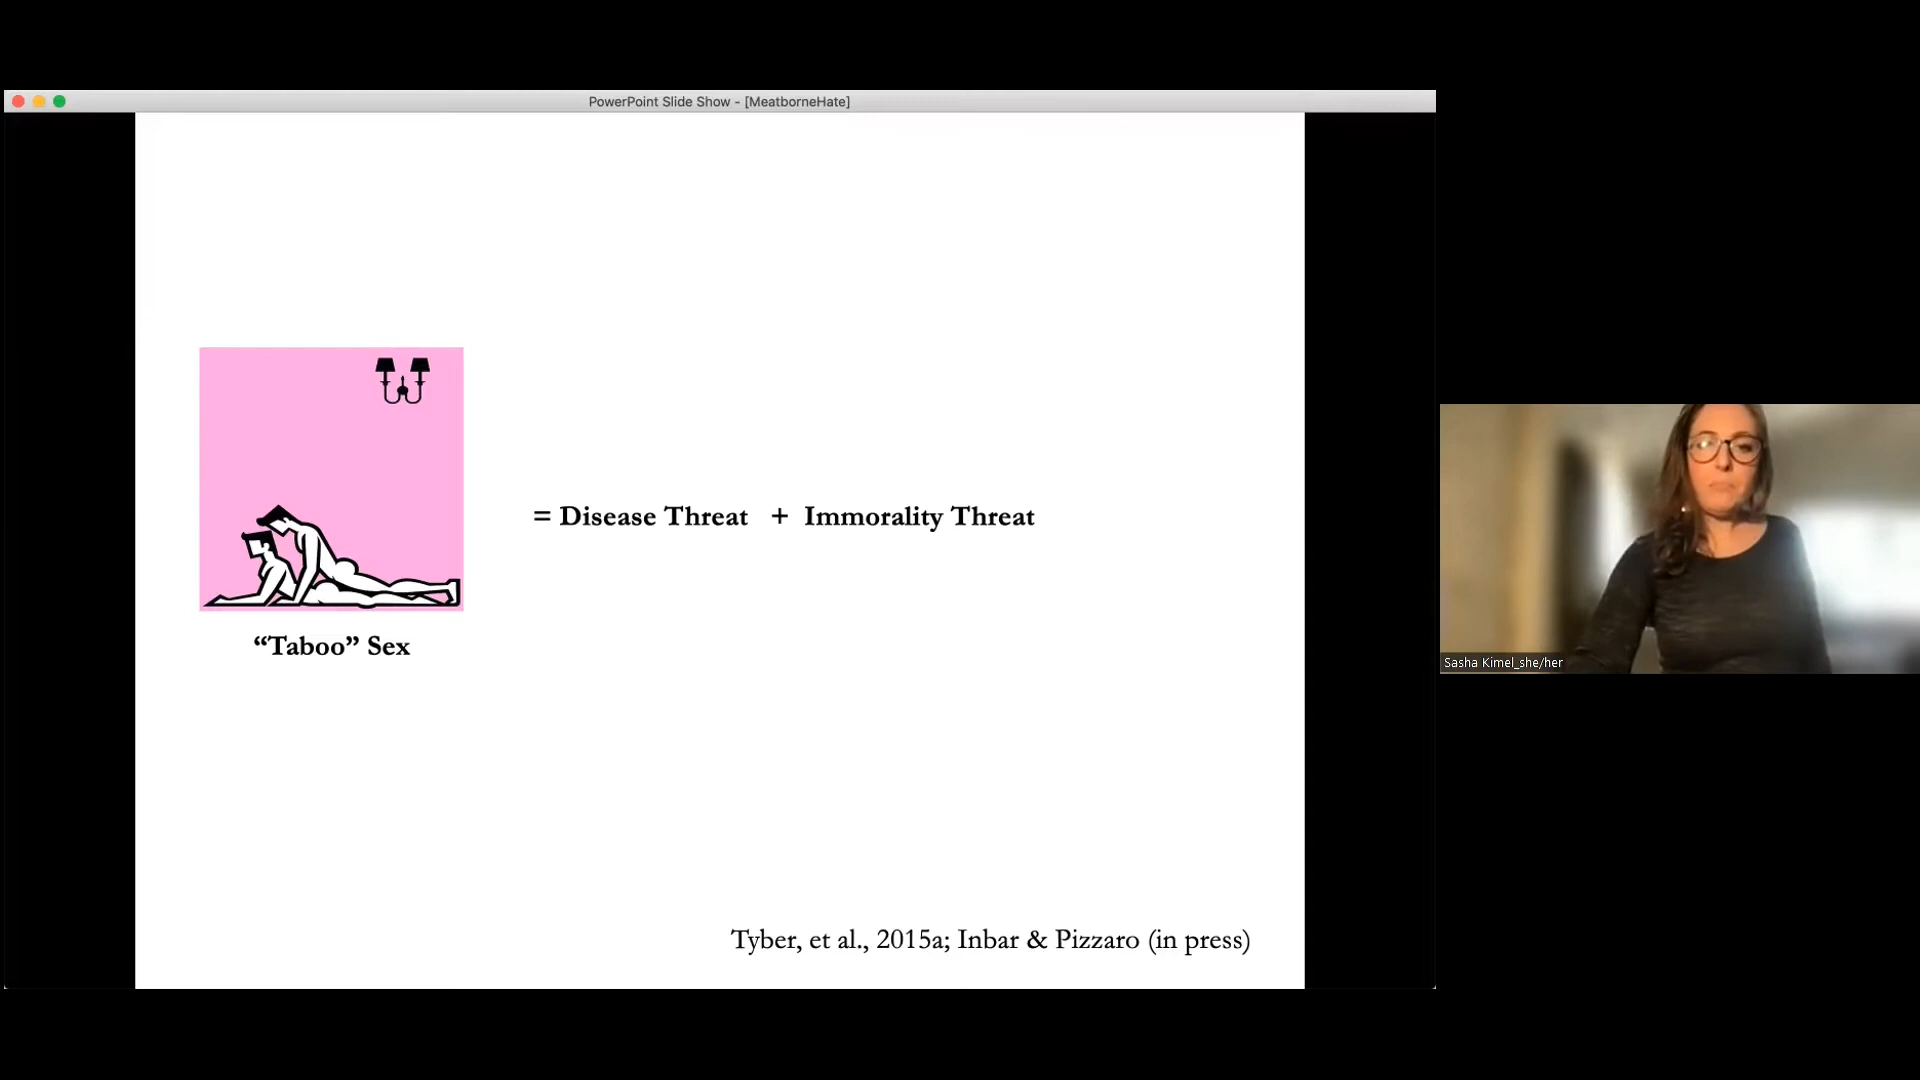 PowerPoint Slide Show - [MeatborneHate]
= Disease Threat + Immorality Threat
“Taboo” Sex
Sasha Kimel_she/her
Tyber, et al., 2015a; Inbar & Pizzaro (in press)